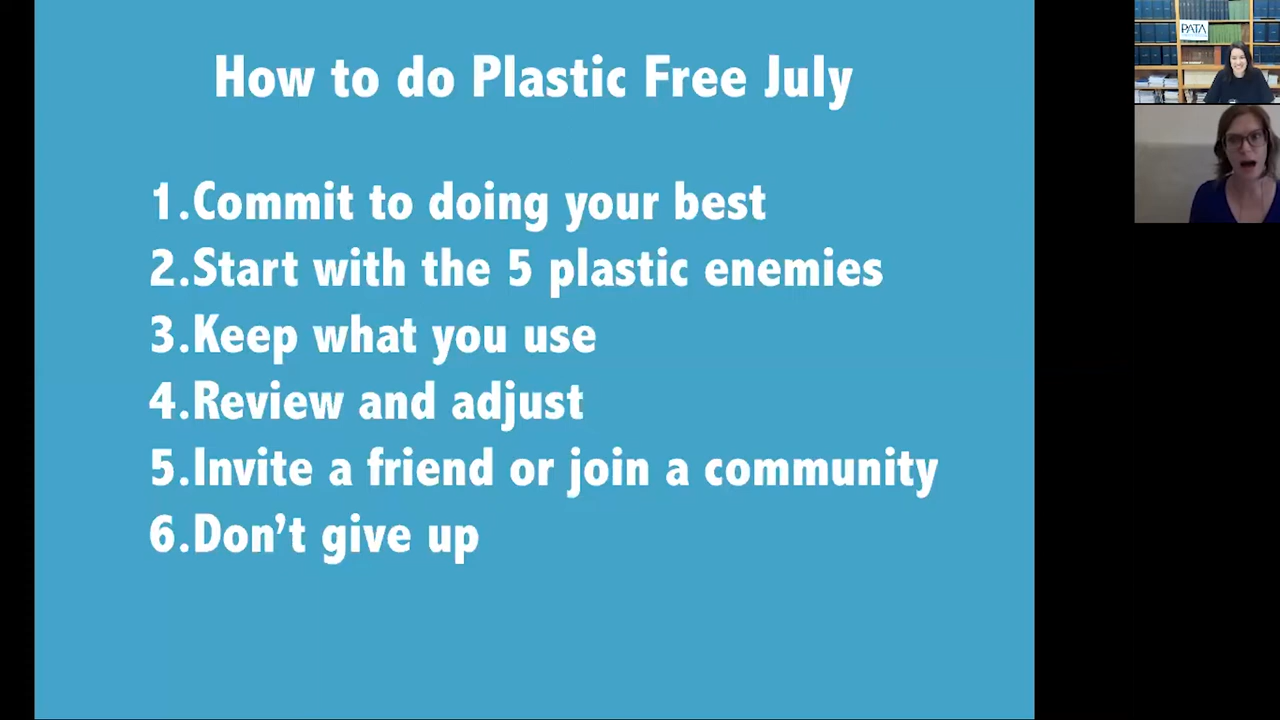 How to do Plastic Free July
1.Commit to doing your best
2.Start with the 5 plastic enemies
3.Keep what you use
4.Review and adjust
5.Invite a friend or join a community
6.Don’t give up
PATA